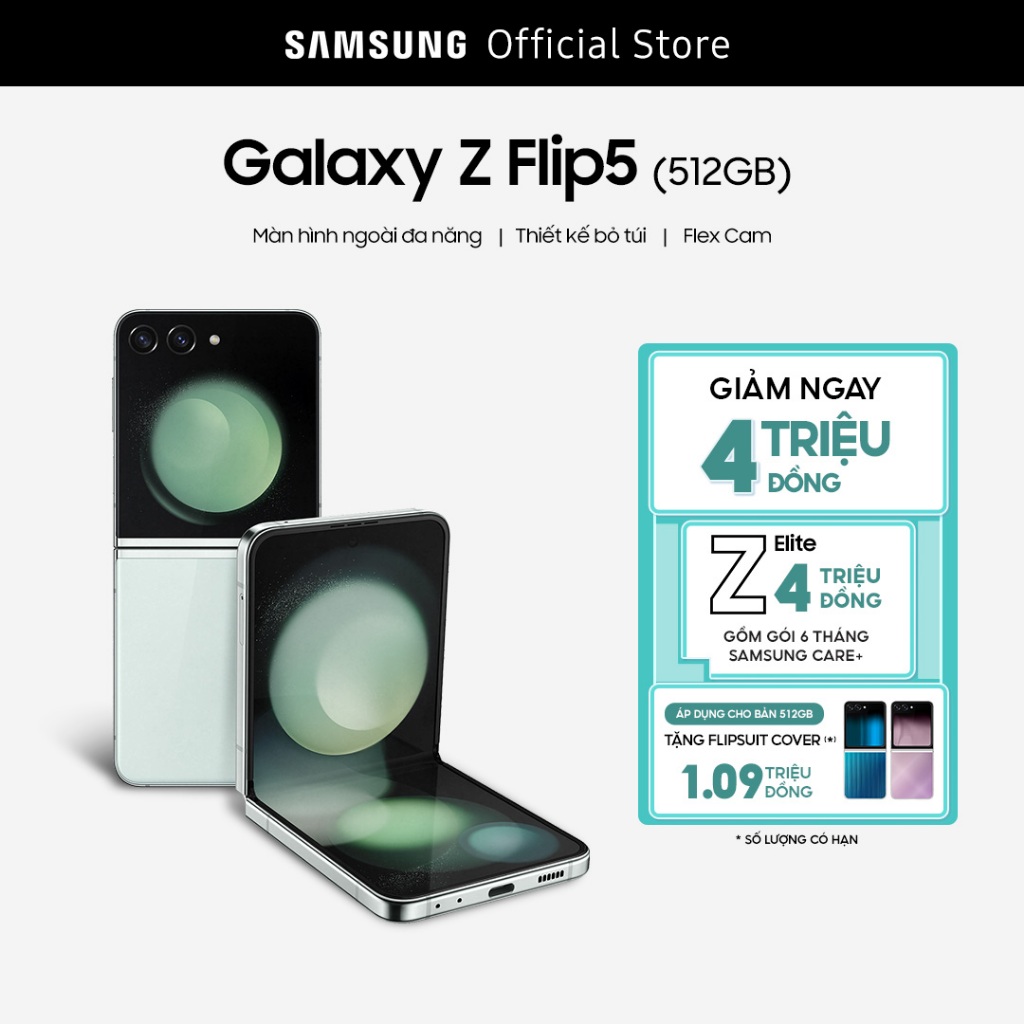 SAMSUNG Official Store
Galaxy Z Flip5 (512GB)
Màn hình ngoài đa năng | Thiết kế bỏ túi | Flex Cam
GIẢM NGAY
4 TRIỆU
ĐỒNG
Z Elite
4 TRIỆU
ĐỒNG
GỒM GÓI 6 THÁNG
SAMSUNG CARE+
ÁP DỤNG CHO BẢN 512GB
TẶNG FLIPSUIT COVER (*)
1.09 TRIỆU
ĐỒNG
* SỐ LƯỢNG CÓ HẠN